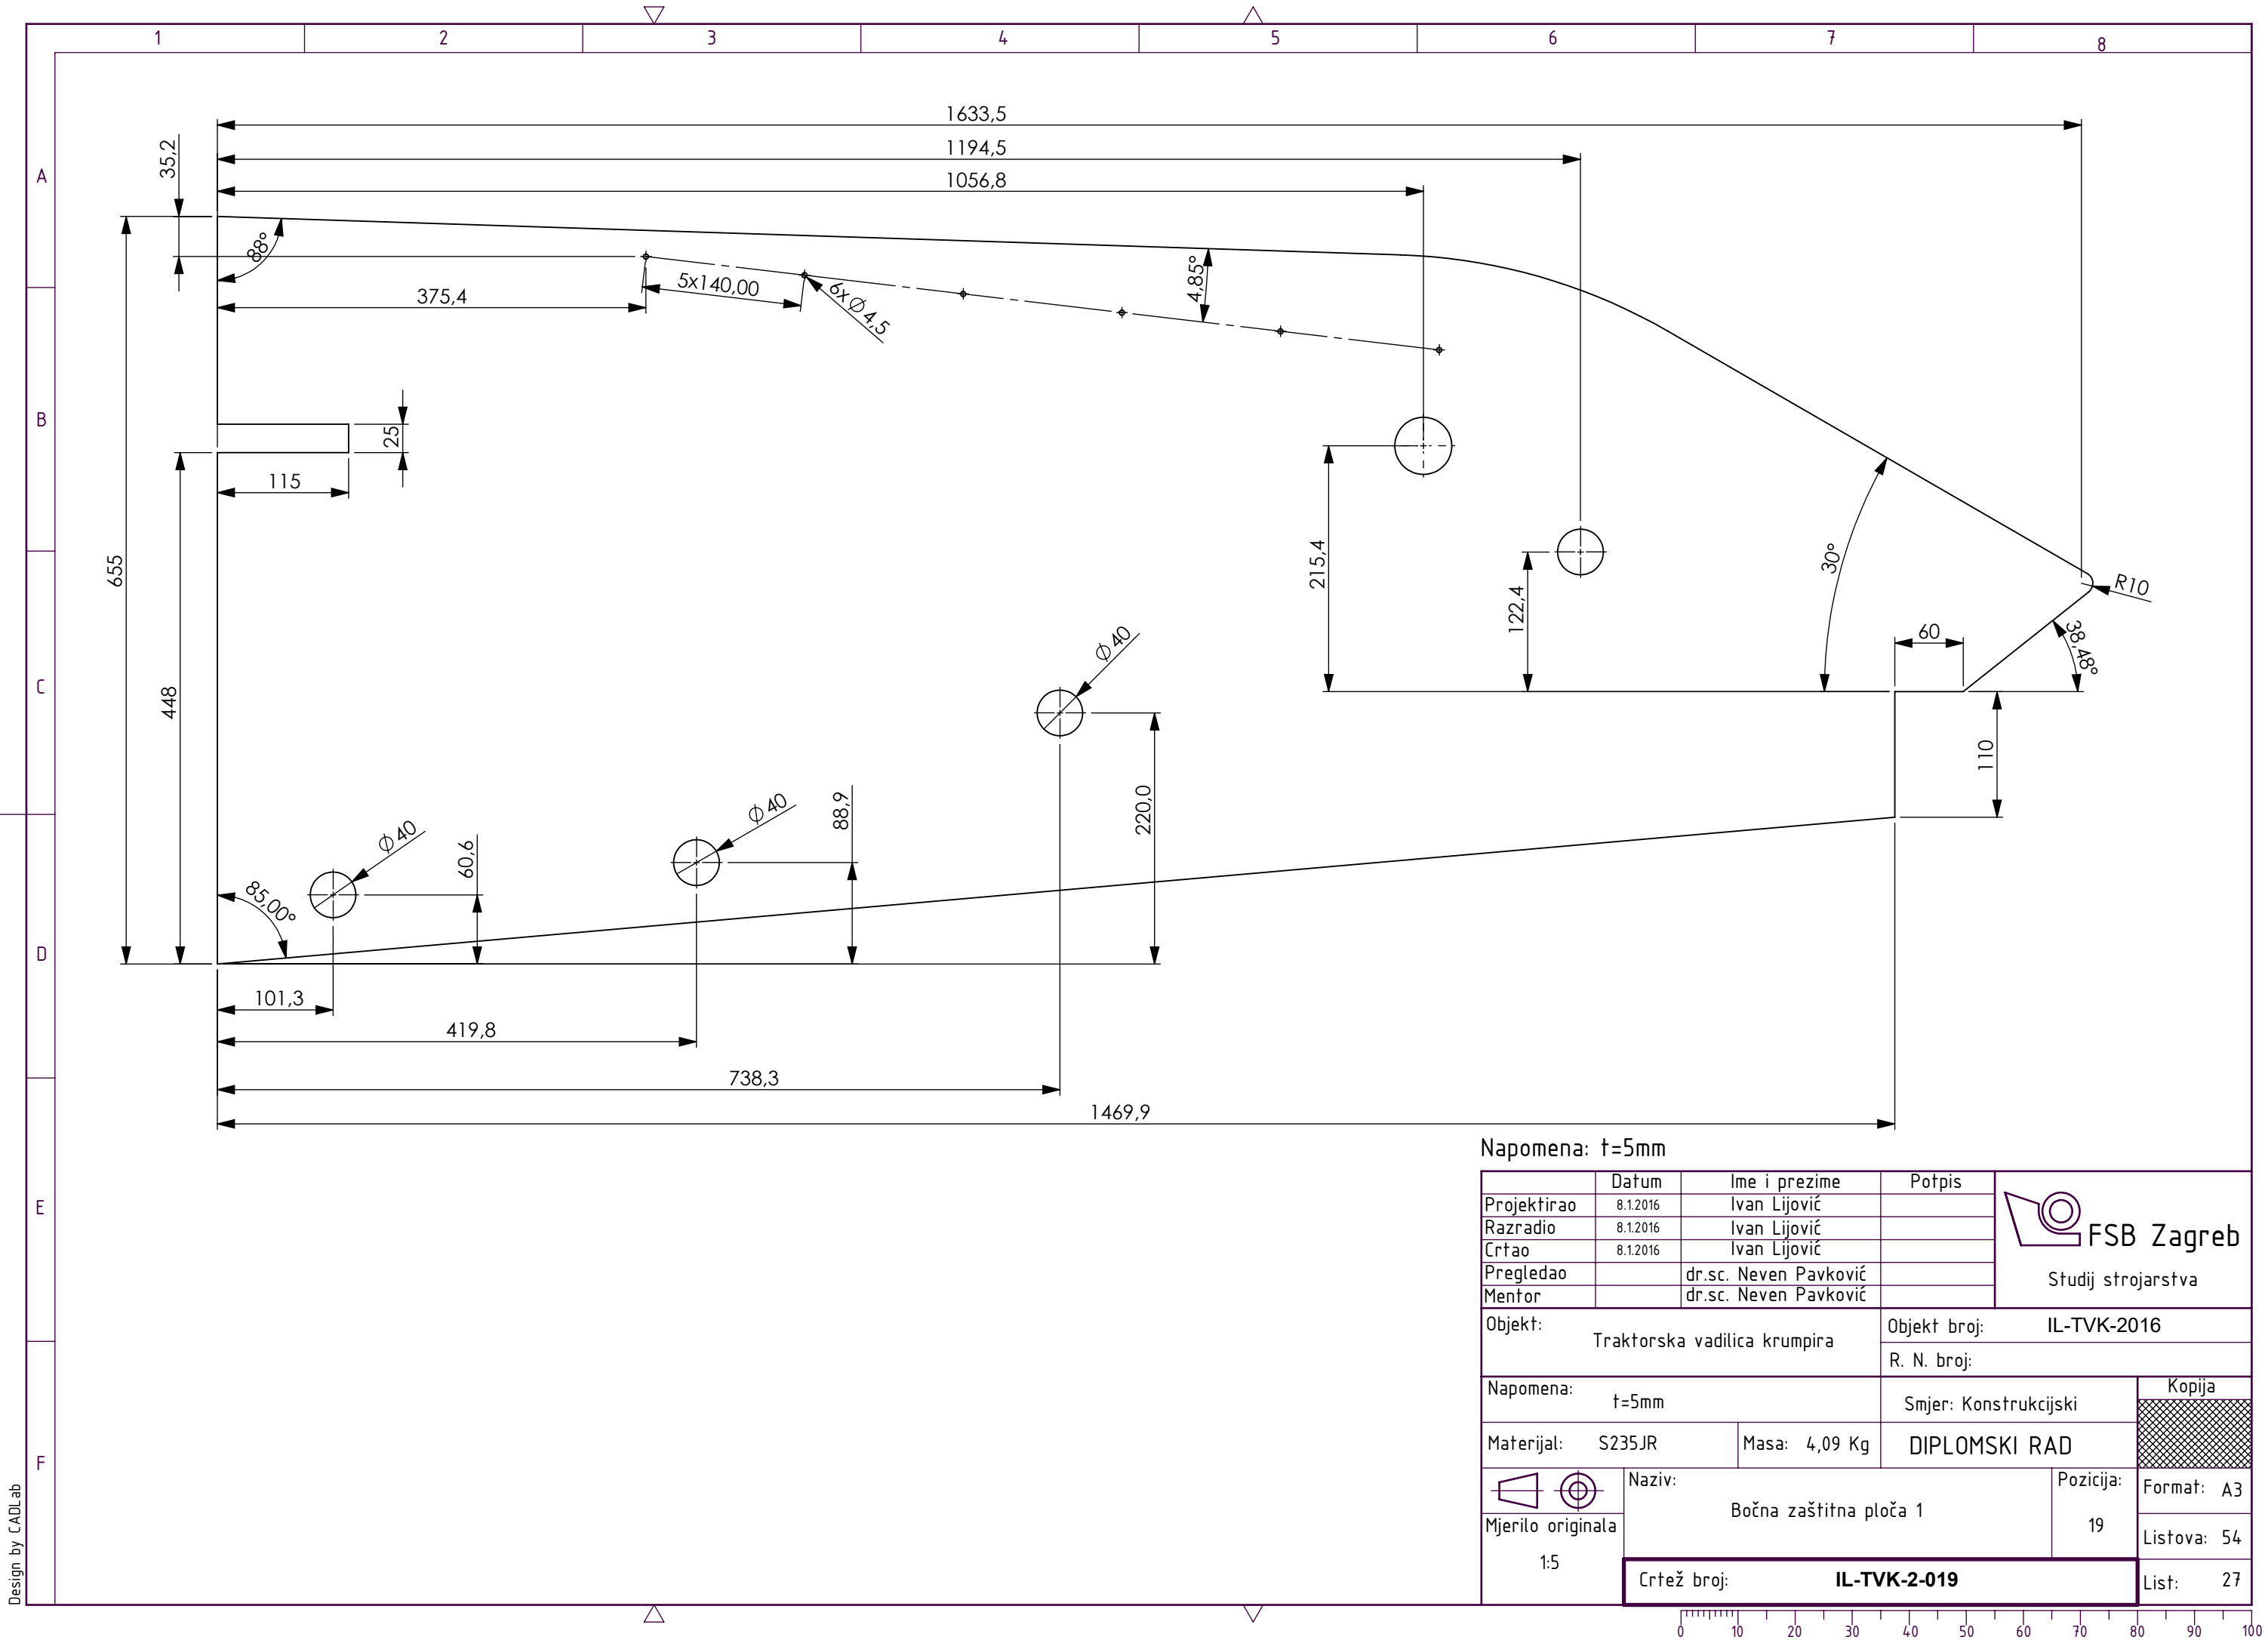 1 2 3 4 5 6 7 8
A
B
C
D
E
F
1633,5
1194,5
1056,8
35,2
88°
375,4
5x140,00
6xØ4,5
4,85°
655
448
25
115
215,4
122,4
30°
R10
60
38,48°
110
Ø40
220,0
Ø40
88,9
Ø40
60,6
85,00°
101,3
419,8
738,3
1469,9
Napomena: t=5mm
Datum Ime i prezime Potpis
Projektirao 8.1.2016 Ivan Lijović
Razradio 8.1.2016 Ivan Lijović
Crtao 8.1.2016 Ivan Lijović
Pregledao dr.sc. Neven Pavković
Mentor dr.sc. Neven Pavković
FSB Zagreb
Studij strojarstva
Objekt: Traktorska vadilica krumpira
Objekt broj: IL-TVK-2016
R. N. broj:
Napomena: t=5mm
Smjer: Konstrukcijski
Kopija
Materijal: S235JR
Masa: 4,09 Kg
DIPLOMSKI RAD
Naziv: Bočna zaštitna ploča 1
Pozicija: 19
Format: A3
Mjerilo originala
1:5
Listova: 54
Crtež broj: IL-TVK-2-019
List: 27
Design by CADLab
0 10 20 30 40 50 60 70 80 90 100